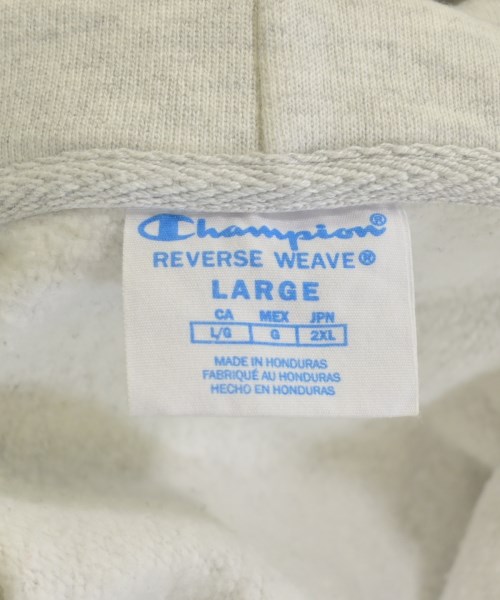 Champion®
REVERSE WEAVE®
LARGE
CA MEX JPN
L/G G 2XL
MADE IN HONDURAS
FABRIQUÉ AU HONDURAS
HECHO EN HONDURAS